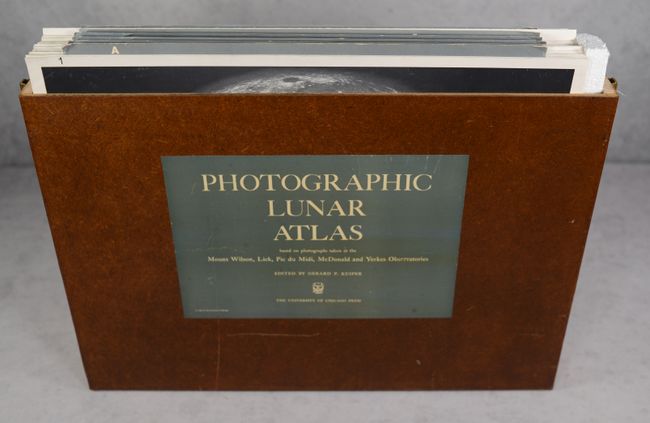 A
1
PHOTOGRAPHIC
LUNAR
ATLAS
based on photographs taken at the
Mount Wilson, Lick, Pic du Midi, McDonald and Yerkes Observatories
EDITED BY GERARD P. KUIPER
THE UNIVERSITY OF CHICAGO PRESS